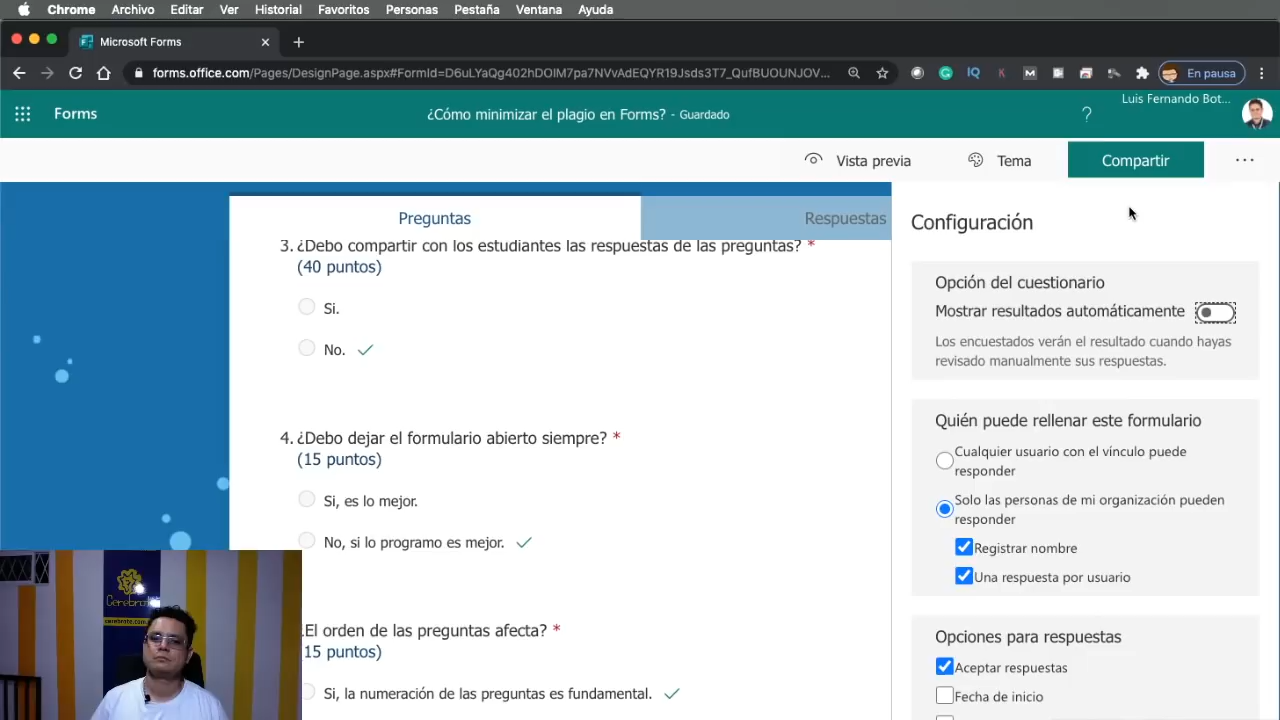 Chrome Archivo Editar Ver Historial Favoritos Personas Pestaña Ventana Ayuda
Microsoft Forms
forms.office.com/Pages/DesignPage.aspx#FormId=D6uLYaQg402hDOlM7pa7NVvAdEQYR19Jsds3T7_QufBUOUNJOV...
En pausa
Forms
¿Cómo minimizar el plagio en Forms? - Guardado
?
Luis Fernando Bot...
Vista previa
Tema
Compartir
...
Preguntas
Respuestas
3. ¿Debo compartir con los estudiantes las respuestas de las preguntas? *
(40 puntos)
Si.
No.
4. ¿Debo dejar el formulario abierto siempre? *
(15 puntos)
Si, es lo mejor.
No, si lo programo es mejor.
.El orden de las preguntas afecta? *
15 puntos)
Si, la numeración de las preguntas es fundamental.
Configuración
Opción del cuestionario
Mostrar resultados automáticamente
Los encuestados verán el resultado cuando hayas
revisado manualmente sus respuestas.
Quién puede rellenar este formulario
Cualquier usuario con el vínculo puede
responder
Solo las personas de mi organización pueden
responder
Registrar nombre
Una respuesta por usuario
Opciones para respuestas
Aceptar respuestas
Fecha de inicio